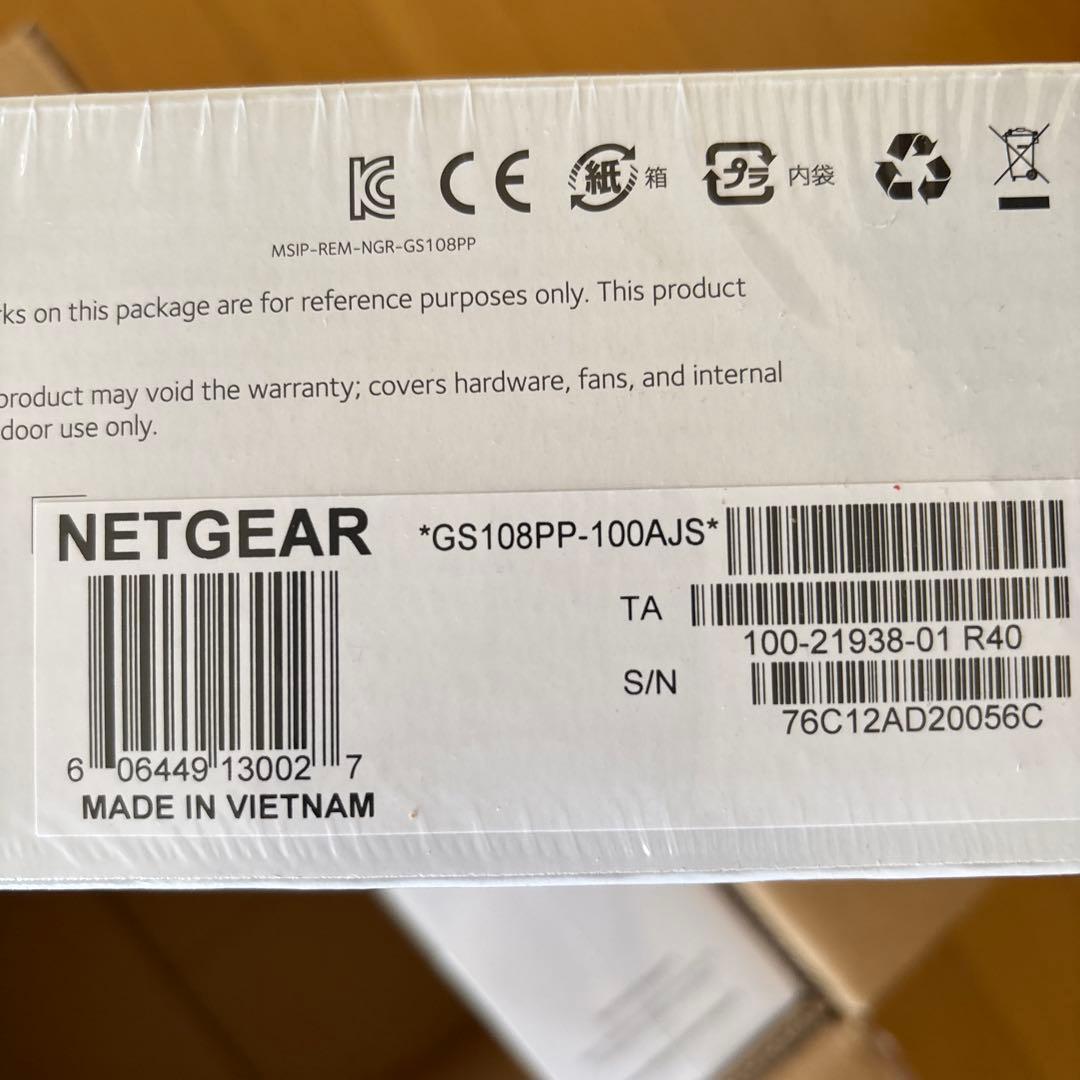 KC CE 紙 箱 プラ 内袋
MSIP-REM-NGR-GS108PP
rks on this package are for reference purposes only. This product
product may void the warranty; covers hardware, fans, and internal
door use only.
NETGEAR
*GS108PP-100AJS*
TA
100-21938-01 R40
S/N
76C12AD20056C
6 06449 13002 7
MADE IN VIETNAM